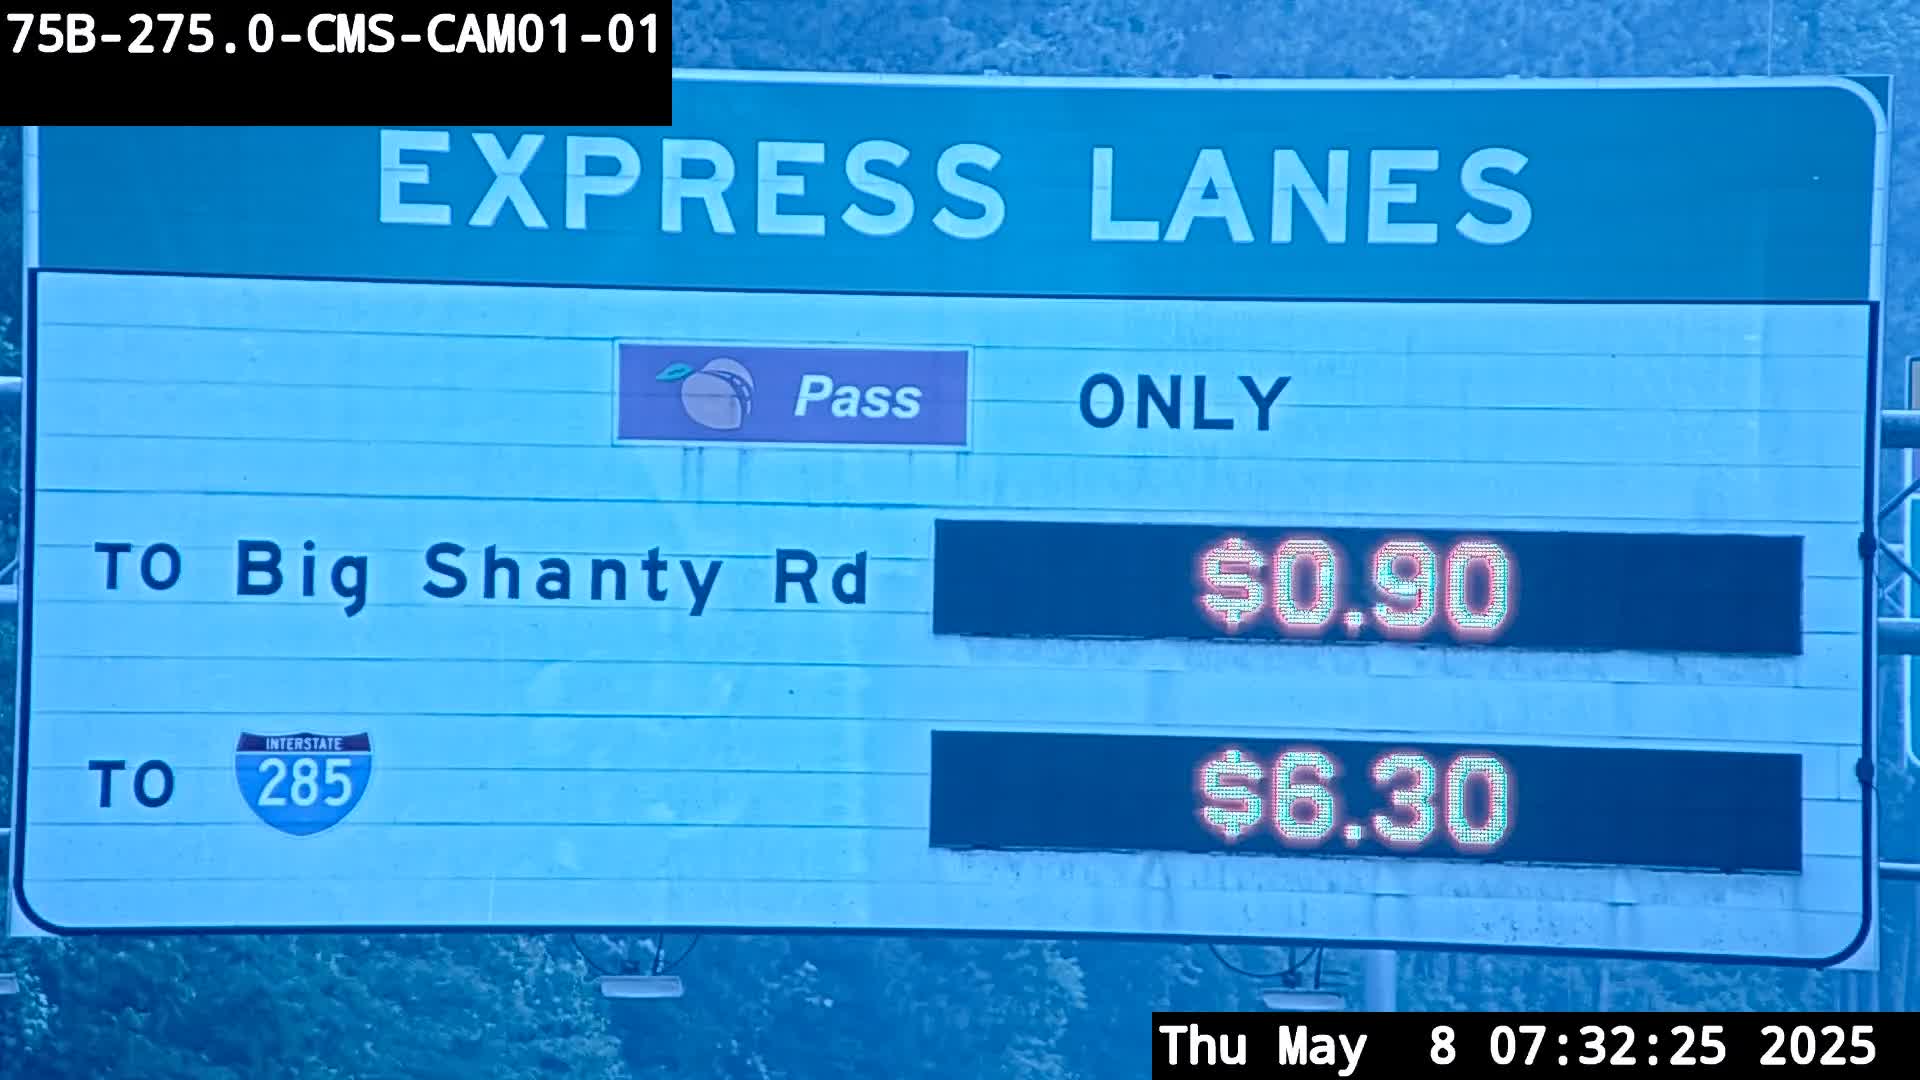 75B-275.0-CMS-CAM01-01
EXPRESS LANES
Pass ONLY
TO Big Shanty Rd $0.90
INTERSTATE
TO 285 $6.30
Thu May 8 07:32:25 2025